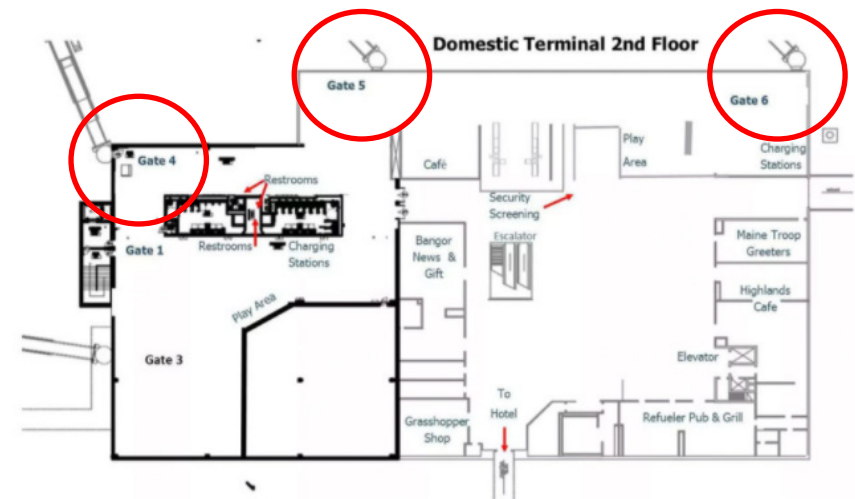 Domestic Terminal 2nd Floor
Gate 5
Gate 6
Gate 4
Play
Area
Charging
Stations
Cafè
Restrooms
Security
Screening
Restrooms
Charging
Stations
Gate 1
Bangor
News &
Gift
Escalator
Maine Troop
Greeters
Highlands
Cafe
Play Area
Gate 3
Elevator
To
Hotel
Grasshopper
Shop
Refueler Pub & Grill